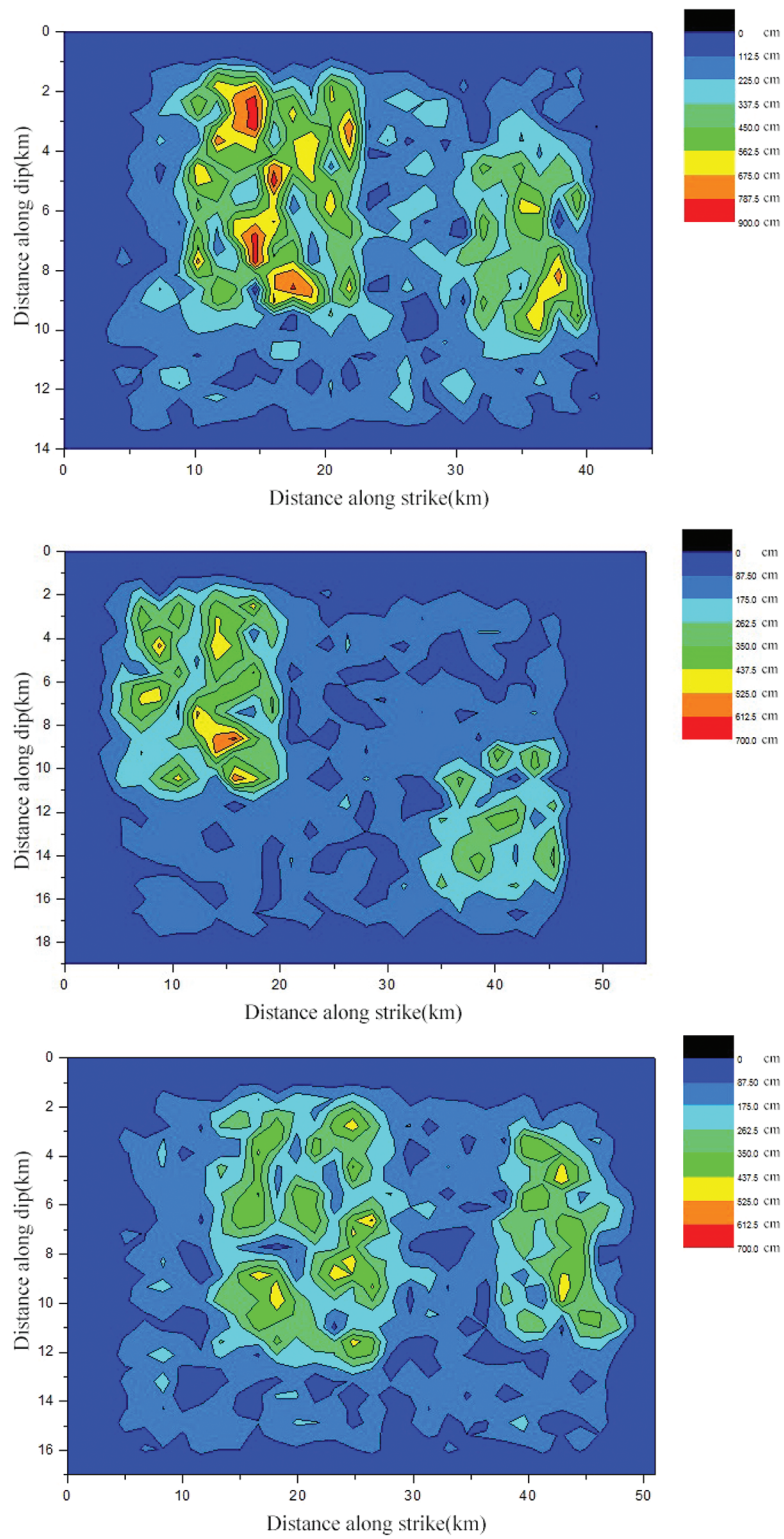 0
2
4
6
8
10
12
14
Distance along dip(km)
0 10 20 30 40
Distance along strike(km)
0 cm
112.5 cm
225.0 cm
337.5 cm
450.0 cm
562.5 cm
675.0 cm
787.5 cm
900.0 cm
0
2
4
6
8
10
12
14
16
18
Distance along dip(km)
0 10 20 30 40 50
Distance along strike(km)
0 cm
87.50 cm
175.0 cm
262.5 cm
350.0 cm
437.5 cm
525.0 cm
612.5 cm
700.0 cm
0
2
4
6
8
10
12
14
16
Distance along dip(km)
0 10 20 30 40 50
Distance along strike(km)
0 cm
87.50 cm
175.0 cm
262.5 cm
350.0 cm
437.5 cm
525.0 cm
612.5 cm
700.0 cm